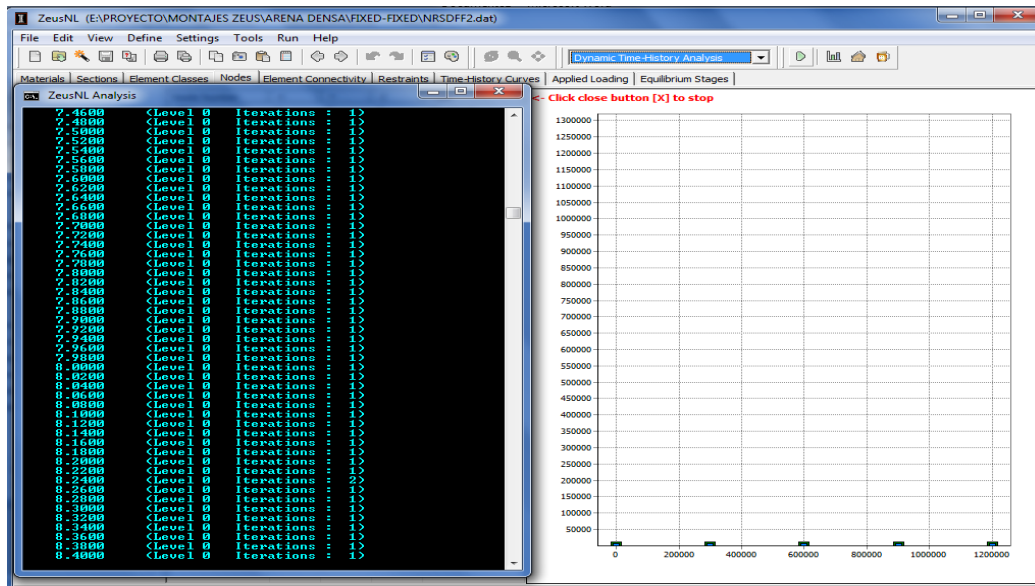 ZeusNL (E:\PROYECTO\MONTAJES ZEUS\ARENA DENSA\FIXED-FIXED\NRSDFF2.dat)
File Edit View Define Settings Tools Run Help
Dynamic Time-History Analysis
Materials Sections Element Classes Nodes Element Connectivity Restraints Time-History Curves Applied Loading Equilibrium Stages
ZeusNL Analysis
7.4600 <Level 0 Iterations : 1>
7.4800 <Level 0 Iterations : 1>
7.5000 <Level 0 Iterations : 1>
7.5200 <Level 0 Iterations : 1>
7.5400 <Level 0 Iterations : 1>
7.5600 <Level 0 Iterations : 1>
7.5800 <Level 0 Iterations : 1>
7.6000 <Level 0 Iterations : 1>
7.6200 <Level 0 Iterations : 1>
7.6400 <Level 0 Iterations : 1>
7.6600 <Level 0 Iterations : 1>
7.6800 <Level 0 Iterations : 1>
7.7000 <Level 0 Iterations : 1>
7.7200 <Level 0 Iterations : 1>
7.7400 <Level 0 Iterations : 1>
7.7600 <Level 0 Iterations : 1>
7.7800 <Level 0 Iterations : 1>
7.8000 <Level 0 Iterations : 1>
7.8200 <Level 0 Iterations : 1>
7.8400 <Level 0 Iterations : 1>
7.8600 <Level 0 Iterations : 1>
7.8800 <Level 0 Iterations : 1>
7.9000 <Level 0 Iterations : 1>
7.9200 <Level 0 Iterations : 1>
7.9400 <Level 0 Iterations : 1>
7.9600 <Level 0 Iterations : 1>
7.9800 <Level 0 Iterations : 1>
8.0000 <Level 0 Iterations : 1>
8.0200 <Level 0 Iterations : 1>
8.0400 <Level 0 Iterations : 1>
8.0600 <Level 0 Iterations : 1>
8.0800 <Level 0 Iterations : 1>
8.1000 <Level 0 Iterations : 1>
8.1200 <Level 0 Iterations : 1>
8.1400 <Level 0 Iterations : 1>
8.1600 <Level 0 Iterations : 1>
8.1800 <Level 0 Iterations : 1>
8.2000 <Level 0 Iterations : 1>
8.2200 <Level 0 Iterations : 1>
8.2400 <Level 0 Iterations : 2>
8.2600 <Level 0 Iterations : 1>
8.2800 <Level 0 Iterations : 1>
8.3000 <Level 0 Iterations : 1>
8.3200 <Level 0 Iterations : 1>
8.3400 <Level 0 Iterations : 1>
8.3600 <Level 0 Iterations : 1>
8.3800 <Level 0 Iterations : 1>
8.4000 <Level 0 Iterations : 1>
<- Click close button [X] to stop
1300000
1250000
1200000
1150000
1100000
1050000
1000000
950000
900000
850000
800000
750000
700000
650000
600000
550000
500000
450000
400000
350000
300000
250000
200000
150000
100000
50000
0 200000 400000 600000 800000 1000000 1200000